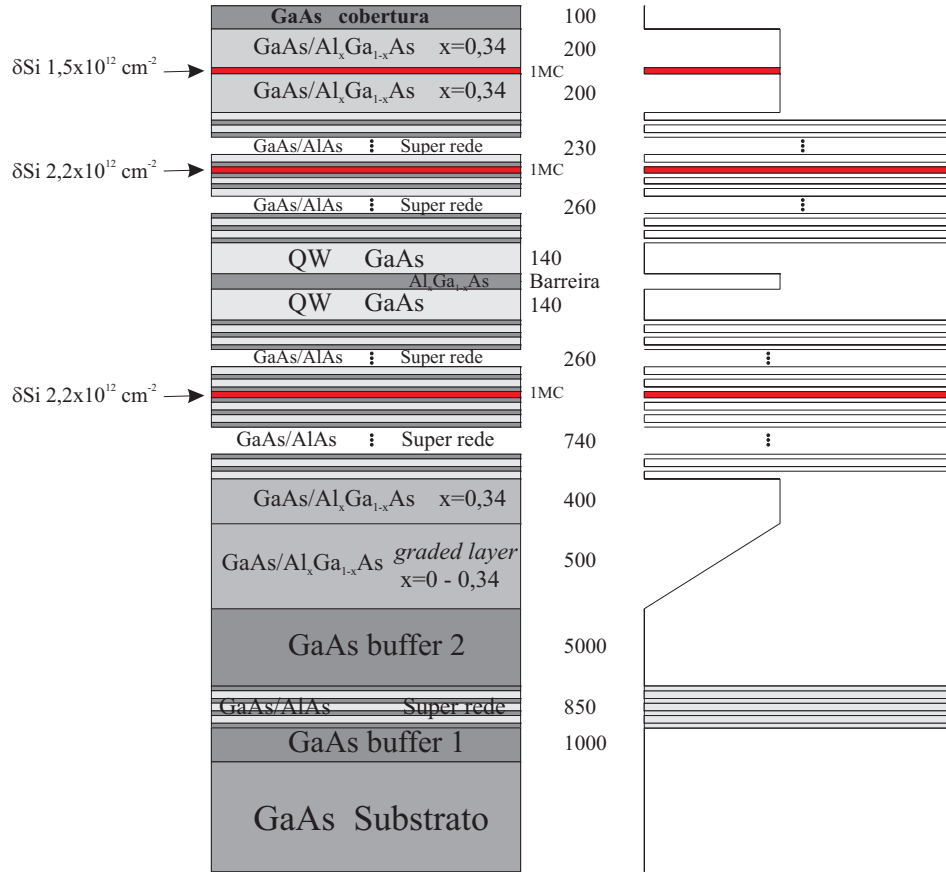 GaAs cobertura 100
GaAs/AlₓGa₁₋ₓAs x=0,34 200
δSi 1,5x10¹² cm⁻² 1MC
GaAs/AlₓGa₁₋ₓAs x=0,34 200
GaAs/AlAs Super rede 230
δSi 2,2x10¹² cm⁻² 1MC
GaAs/AlAs Super rede 260
QW GaAs 140
AlₓGa₁₋ₓAs Barreira
QW GaAs 140
GaAs/AlAs Super rede 260
δSi 2,2x10¹² cm⁻² 1MC
GaAs/AlAs Super rede 740
GaAs/AlₓGa₁₋ₓAs x=0,34 400
GaAs/AlₓGa₁₋ₓAs graded layer 500
x=0 - 0,34
GaAs buffer 2 5000
GaAs/AlAs Super rede 850
GaAs buffer 1 1000
GaAs Substrato